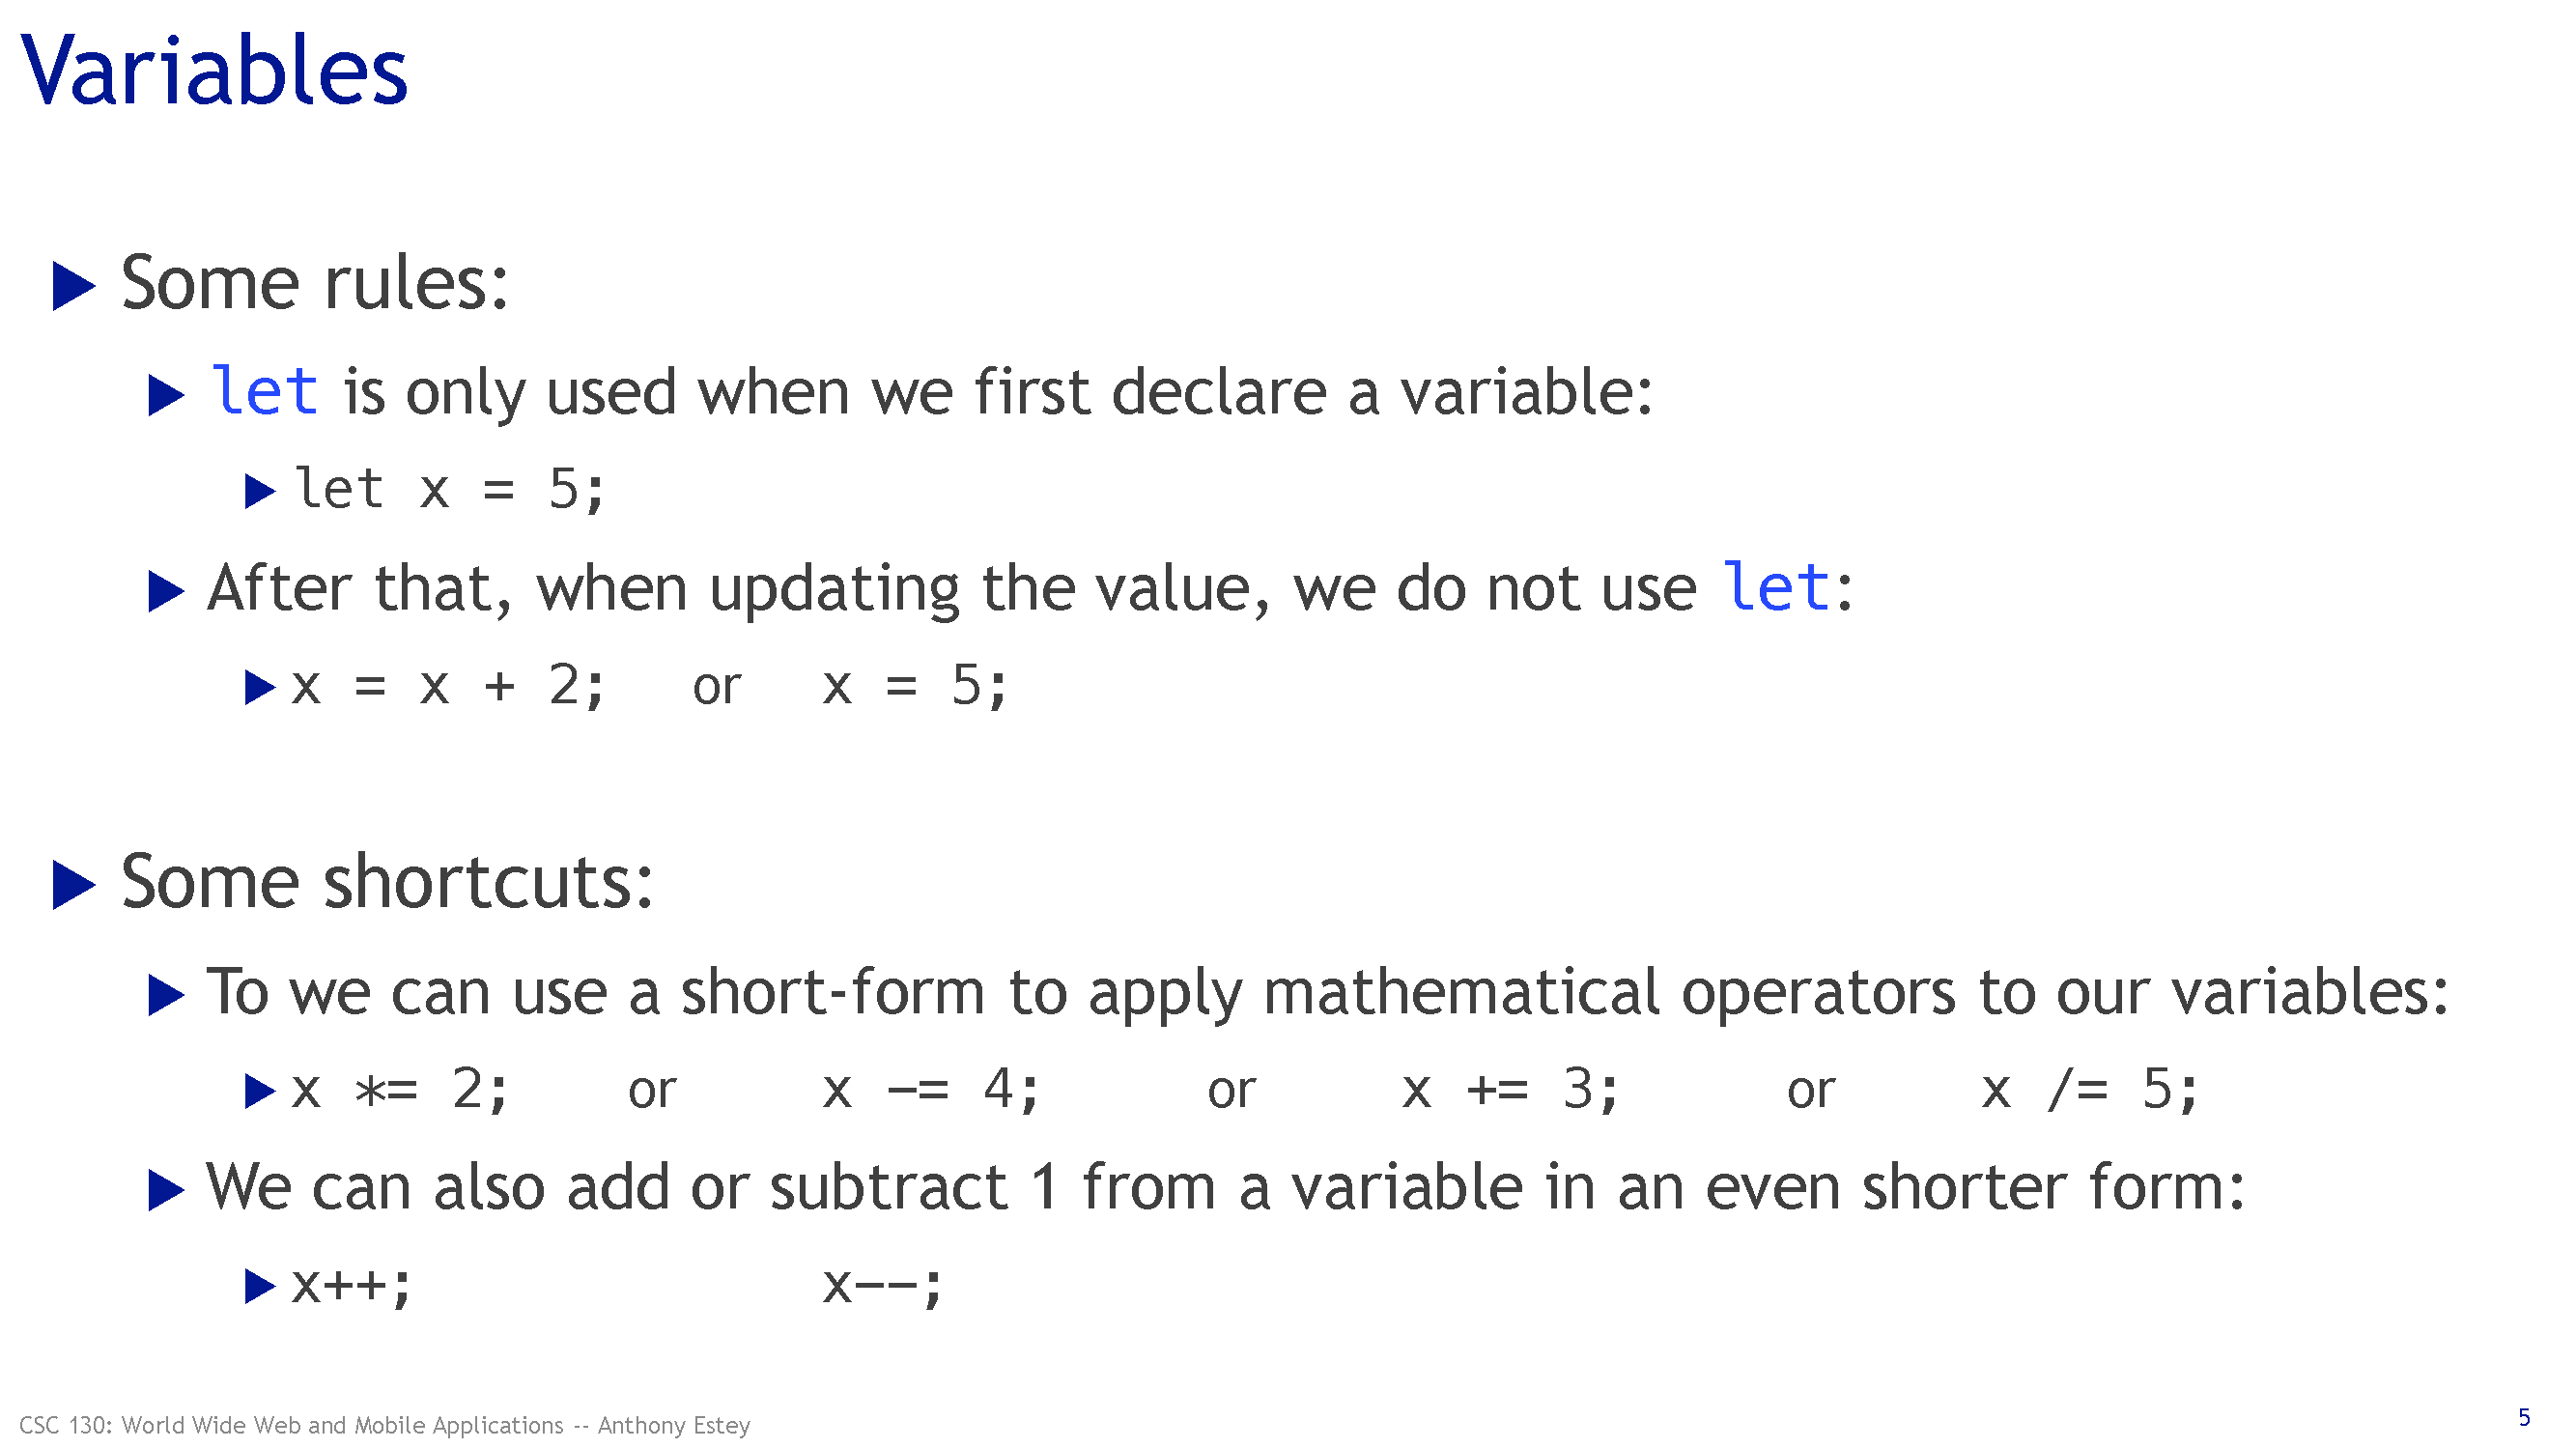 Variables
Some rules:
let is only used when we first declare a variable:
let x = 5;
After that, when updating the value, we do not use let:
x = x + 2; or x = 5;
Some shortcuts:
To we can use a short-form to apply mathematical operators to our variables:
x *= 2; or x -= 4; or x += 3; or x /= 5;
We can also add or subtract 1 from a variable in an even shorter form:
x++; x--;
CSC 130: World Wide Web and Mobile Applications -- Anthony Estey
5